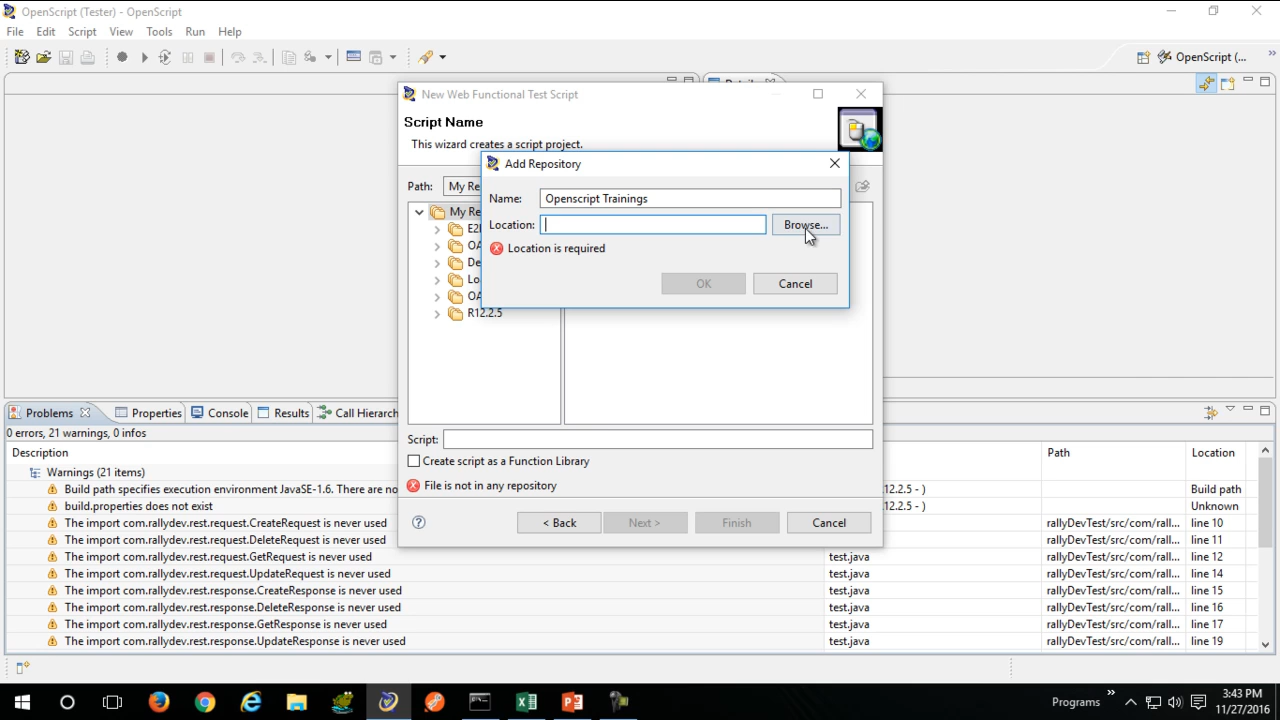 OpenScript (Tester) - OpenScript
File Edit Script View Tools Run Help
OpenScript (...
New Web Functional Test Script
Script Name
This wizard creates a script project.
Add Repository
Path: My Re
Name: Openscript Trainings
My Re
Location: Browse...
E2
OA
Location is required
De
Lo
OK Cancel
OA
R12.2.5
Problems Properties Console Results Call Hierarch
0 errors, 21 warnings, 0 infos
Script:
Description Path Location
Create script as a Function Library
Warnings (21 items)
File is not in any repository
Build path specifies execution environment JavaSE-1.6. There are no 12.2.5 - ) Build path
build.properties does not exist 12.2.5 - ) Unknown
< Back Next > Finish Cancel
The import com.rallydev.rest.request.CreateRequest is never used rallyDevTest/src/com/rall... line 10
The import com.rallydev.rest.request.DeleteRequest is never used rallyDevTest/src/com/rall... line 11
The import com.rallydev.rest.request.GetRequest is never used test.java rallyDevTest/src/com/rall... line 12
The import com.rallydev.rest.request.UpdateRequest is never used test.java rallyDevTest/src/com/rall... line 14
The import com.rallydev.rest.response.CreateResponse is never used test.java rallyDevTest/src/com/rall... line 15
The import com.rallydev.rest.response.DeleteResponse is never used test.java rallyDevTest/src/com/rall... line 16
The import com.rallydev.rest.response.GetResponse is never used test.java rallyDevTest/src/com/rall... line 17
The import com.rallydev.rest.response.UpdateResponse is never used test.java rallyDevTest/src/com/rall... line 19
Programs 3:43 PM
11/27/2016